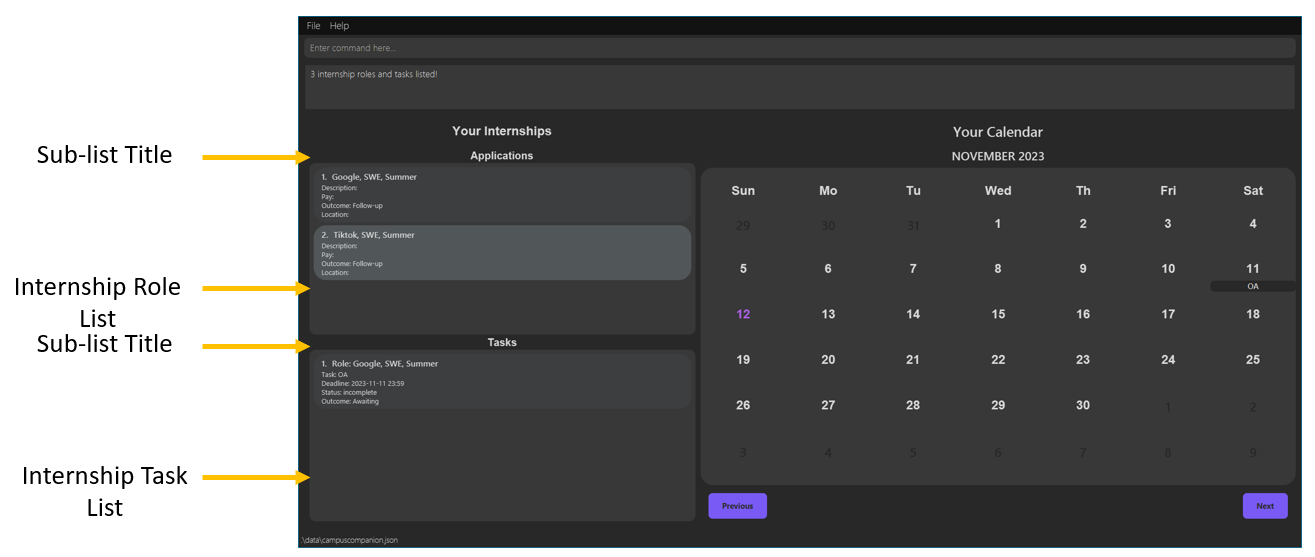 File Help
Enter command here...
3 internship roles and tasks listed!
Sub-list Title
Your Internships
Applications
1. Google, SWE, Summer
Description:
Pay:
Outcome: Follow-up
Location:
2. Tiktok, SWE, Summer
Description:
Pay:
Outcome: Follow-up
Location:
Internship Role
List
Sub-list Title
Tasks
1. Role: Google, SWE, Summer
Task: OA
Deadline: 2023-11-11 23:59
Status: incomplete
Outcome: Awaiting
Internship Task
List
Your Calendar
NOVEMBER 2023
Sun Mo Tu Wed Th Fri Sat
29 30 31 1 2 3 4
5 6 7 8 9 10 11
OA
12 13 14 15 16 17 18
19 20 21 22 23 24 25
26 27 28 29 30 1 2
3 4 5 6 7 8 9
Previous Next
.\data\campuscompanion.json